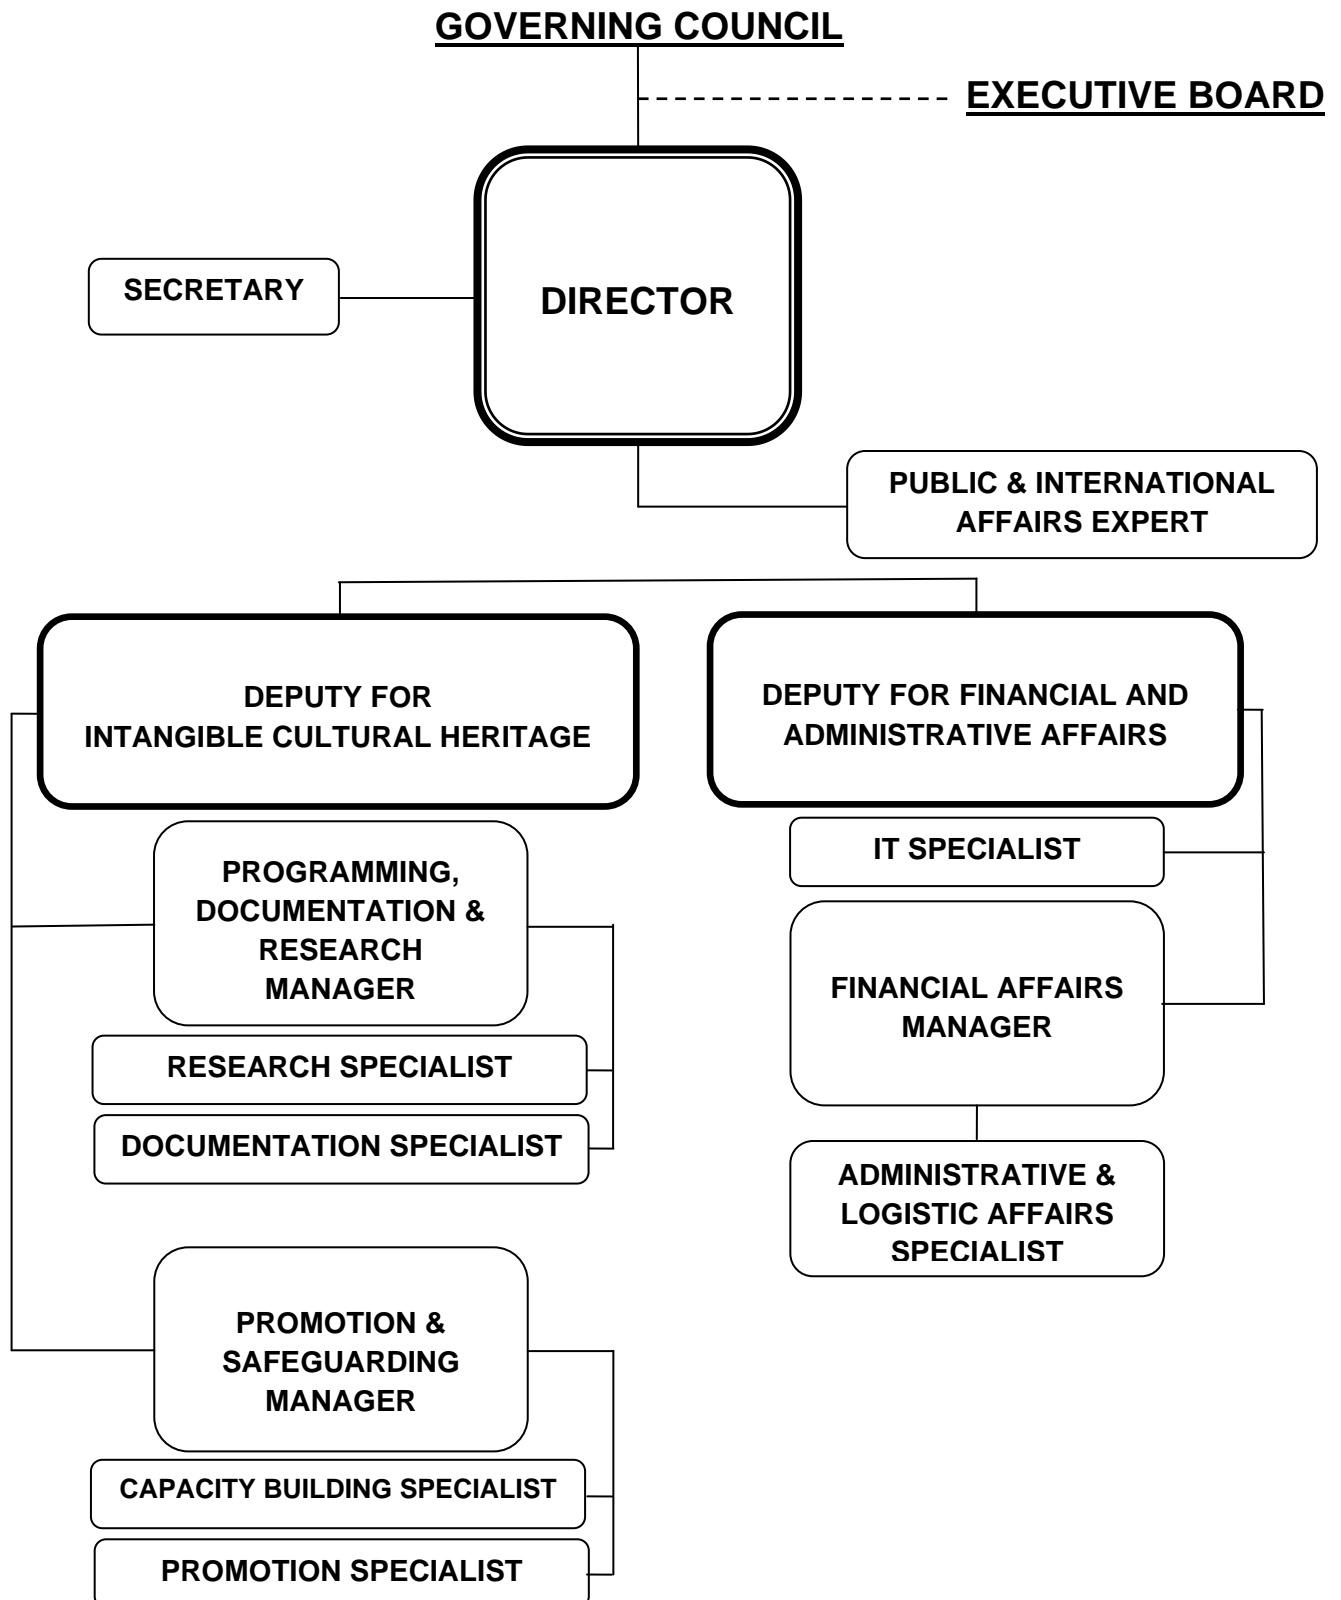 GOVERNING COUNCIL
EXECUTIVE BOARD
SECRETARY
DIRECTOR
PUBLIC & INTERNATIONAL
AFFAIRS EXPERT
DEPUTY FOR
INTANGIBLE CULTURAL HERITAGE
DEPUTY FOR FINANCIAL AND
ADMINISTRATIVE AFFAIRS
PROGRAMMING,
DOCUMENTATION &
RESEARCH
MANAGER
RESEARCH SPECIALIST
DOCUMENTATION SPECIALIST
PROMOTION &
SAFEGUARDING
MANAGER
CAPACITY BUILDING SPECIALIST
PROMOTION SPECIALIST
IT SPECIALIST
FINANCIAL AFFAIRS
MANAGER
ADMINISTRATIVE &
LOGISTIC AFFAIRS
SPECIALIST